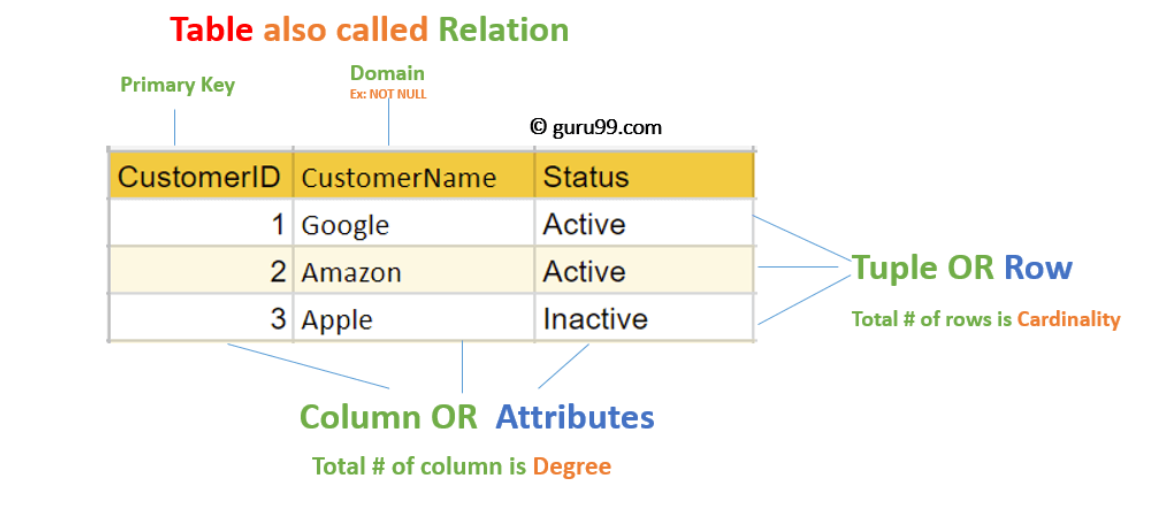 Table also called Relation
Primary Key
Domain
Ex: NOT NULL
© guru99.com
CustomerID CustomerName Status
1 Google Active
2 Amazon Active
3 Apple Inactive
Tuple OR Row
Total # of rows is Cardinality
Column OR Attributes
Total # of column is Degree